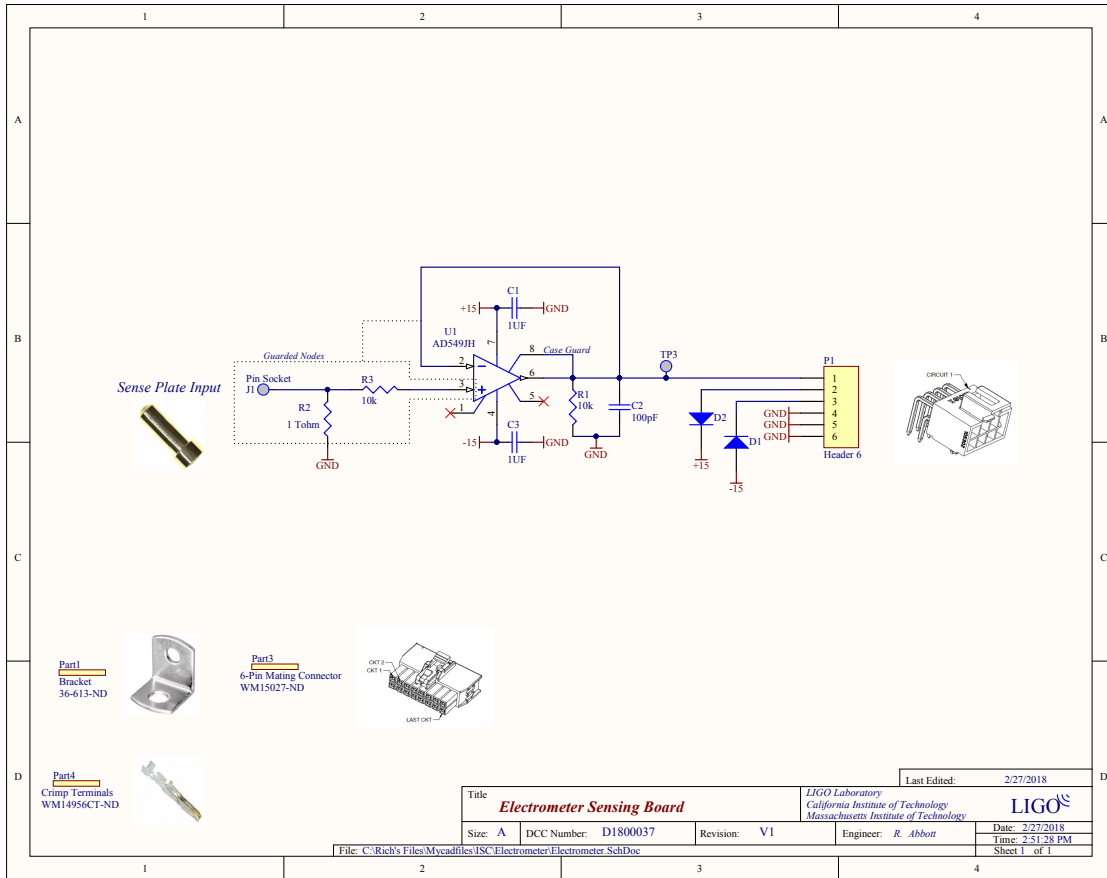 1 2 3 4
A A
B B
C C
D D
Sense Plate Input
Guarded Nodes
Pin Socket
J1
R2
1 Tohm
GND
R3
10k
U1
AD549JH
+15
C1
1UF
GND
7
8
Case Guard
2
3
6
1
5
4
-15
C3
1UF
GND
R1
10k
C2
100pF
GND
TP3
D2
+15
D1
-15
P1
1
2
3
GND 4
GND 5
GND 6
Header 6
CIRCUIT 1
Part1
Bracket
36-613-ND
Part3
6-Pin Mating Connector
WM15027-ND
CKT 2
CKT 1
LAST CKT
Part4
Crimp Terminals
WM14956CT-ND
Last Edited: 2/27/2018
Title
Electrometer Sensing Board
LIGO Laboratory
California Institute of Technology
Massachusetts Institute of Technology
LIGO
Size: A DCC Number: D1800037 Revision: V1 Engineer: R. Abbott
Date: 2/27/2018
Time: 2:51:28 PM
Sheet 1 of 1
File: C:\Rich's Files\Mycadfiles\ISC\Electrometer\Electrometer.SchDoc
1 2 3 4